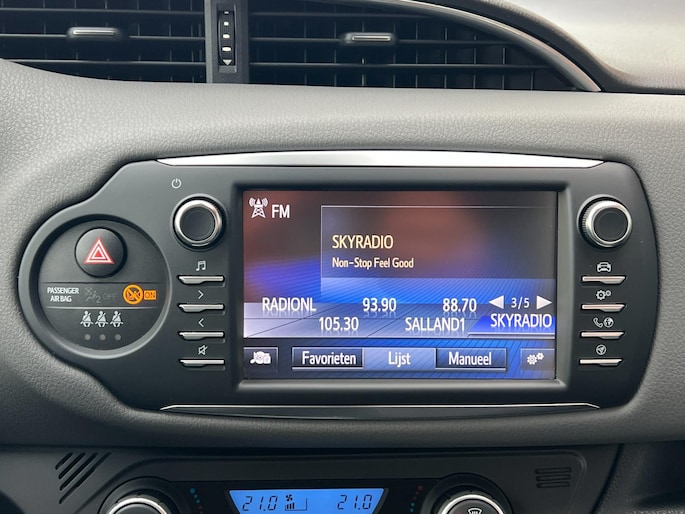 FM
SKYRADIO
Non-Stop Feel Good
RADIONL 93.90 88.70 3/5
105.30 SALLAND1 SKYRADIO
Favorieten Lijst Manueel
PASSENGER
AIR BAG
OFF ON
21.0 21.0